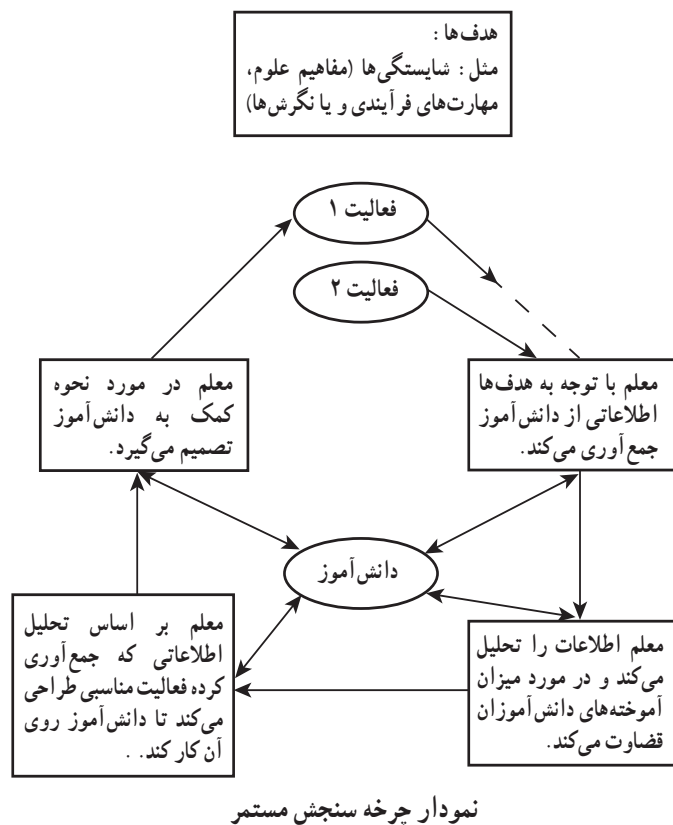 هدف‌ها :
مثل : شایستگی‌ها (مفاهیم علوم،
مهارت‌های فرآیندی و یا نگرش‌ها)
فعالیت ۱
فعالیت ۲
معلم با توجه به هدف‌ها
اطلاعاتی از دانش‌آموز
جمع‌آوری می‌کند.
معلم در مورد نحوه
کمک به دانش‌آموز
تصمیم می‌گیرد.
دانش‌آموز
معلم اطلاعات را تحلیل
می‌کند و در مورد میزان
آموخته‌های دانش‌آموزان
قضاوت می‌کند.
معلم بر اساس تحلیل
اطلاعاتی که جمع‌آوری
کرده فعالیت مناسبی طراحی
می‌کند تا دانش‌آموز روی
آن کار کند. .
نمودار چرخه سنجش مستمر